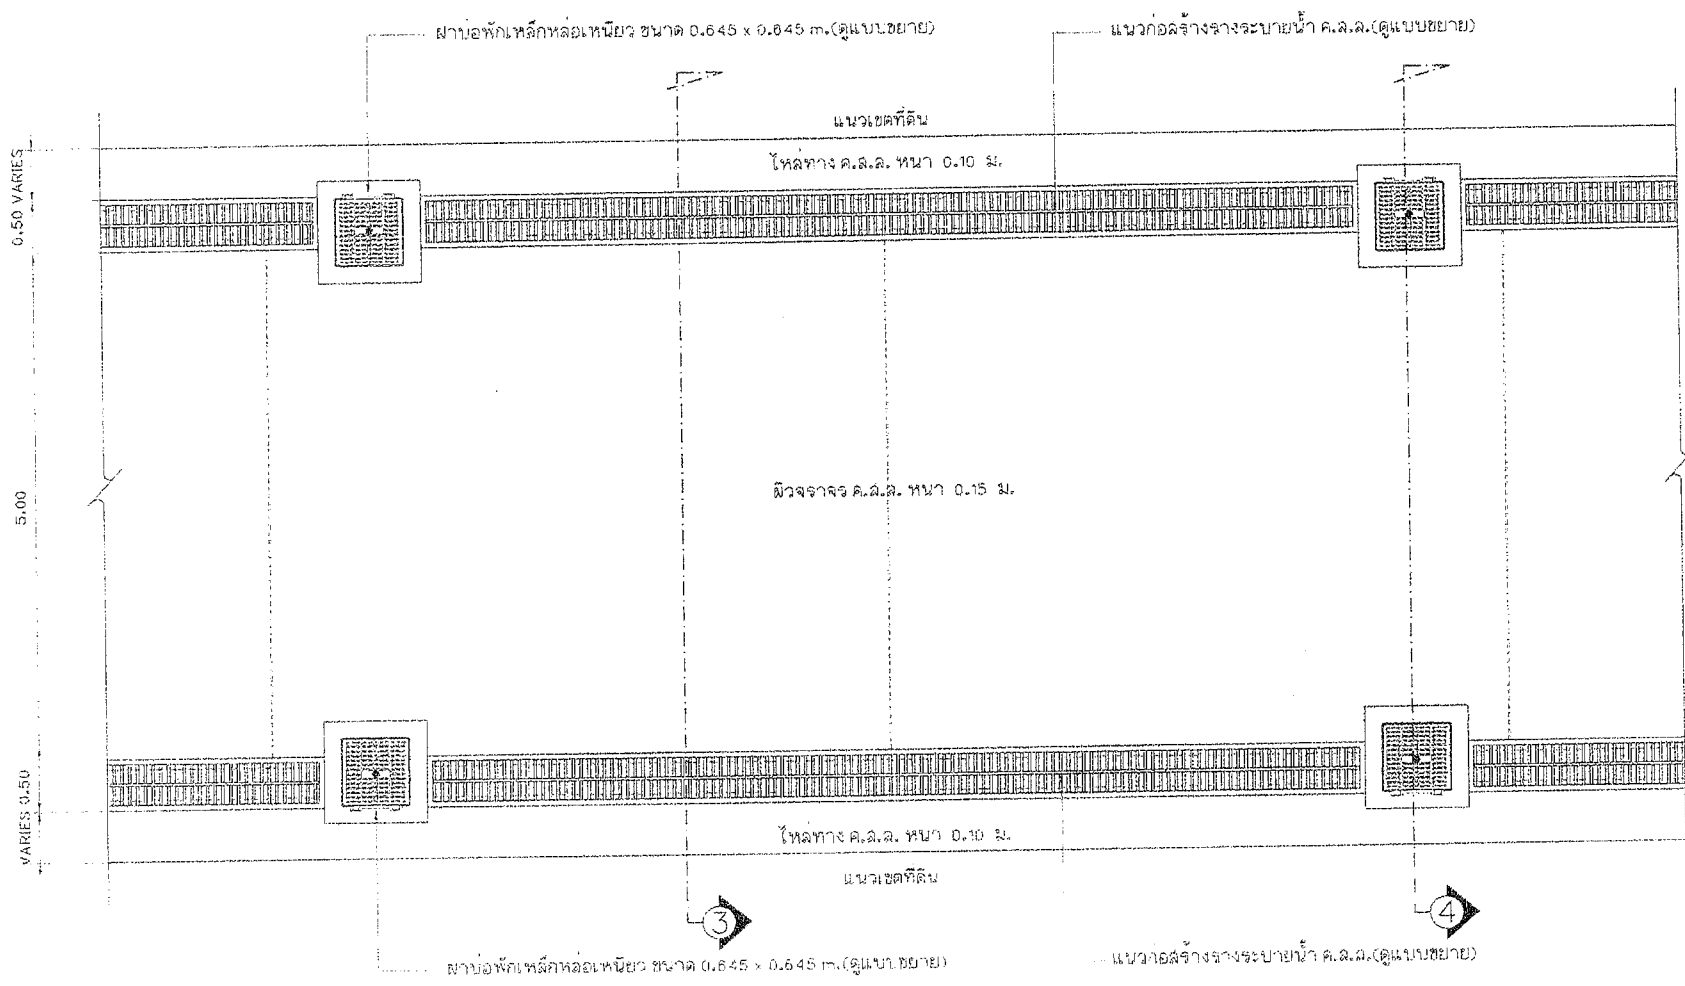 ฝาบ่อพักเหล็กหล่อเหนียว ขนาด 0.645 x 0.645 m.(ดูแบบขยาย)
แนวก่อสร้างรางระบายน้ำ ค.ส.ล.(ดูแบบขยาย)
แนวเขตที่ดิน
ไหล่ทาง ค.ส.ล. หนา 0.10 ม.
0.50 VARIES
5.00
ผิวจราจร ค.ส.ล. หนา 0.15 ม.
VARIES 0.50
ไหล่ทาง ค.ส.ล. หนา 0.10 ม.
แนวเขตที่ดิน
3
4
ฝาบ่อพักเหล็กหล่อเหนียว ขนาด 0.645 x 0.645 m.(ดูแบบขยาย)
แนวก่อสร้างรางระบายน้ำ ค.ส.ล.(ดูแบบขยาย)